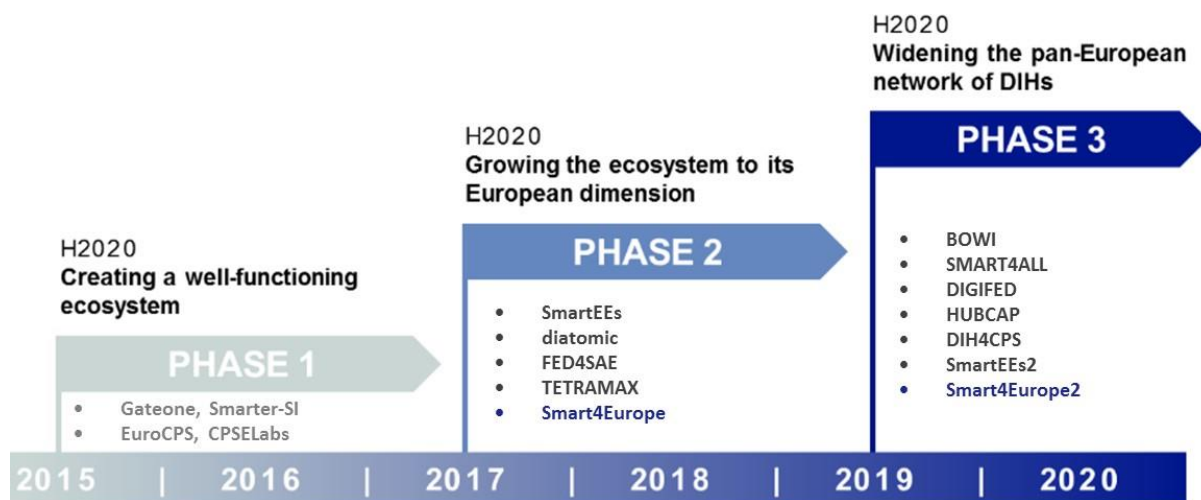 H2020
Creating a well-functioning
ecosystem
PHASE 1
• Gateone, Smarter-SI
• EuroCPS, CPSELabs
H2020
Growing the ecosystem to its
European dimension
PHASE 2
• SmartEEs
• diatomic
• FED4SAE
• TETRAMAX
• Smart4Europe
H2020
Widening the pan-European
network of DIHs
PHASE 3
• BOWI
• SMART4ALL
• DIGIFED
• HUBCAP
• DIH4CPS
• SmartEEs2
• Smart4Europe2
2015 | 2016 | 2017 | 2018 | 2019 | 2020